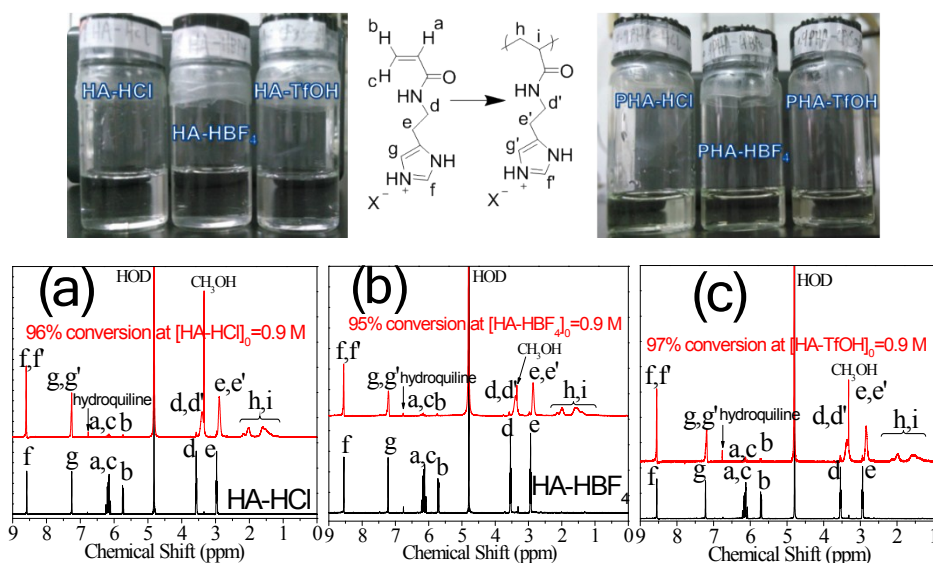 HA-HCl
HA-HBF4
HA-TfOH
b
H
H
a
c
H
O
HN
d
e
g
NH
NH
+
f
X−
h
i
O
HN
d'
e'
g'
NH
NH
+
f'
X−
PHA-HCl
PHA-HBF4
PHA-TfOH
(a)
HOD
CH3OH
96% conversion at [HA-HCl]0=0.9 M
f,f'
g,g'
hydroquiline
a,c
b
d,d'
e,e'
h,i
f
g
a,c
b
d
e
HA-HCl
9 8 7 6 5 4 3 2 1 0
Chemical Shift (ppm)
(b)
HOD
95% conversion at [HA-HBF4]0=0.9 M
f,f'
g,g'
hydroquiline
a,c
b
CH3OH
d,d'
e,e'
h,i
f
g
a,c
b
d
e
HA-HBF4
9 8 7 6 5 4 3 2 1 0
Chemical Shift (ppm)
(c)
HOD
97% conversion at [HA-TfOH]0=0.9 M
f,f'
g,g'
hydroquiline
a,c
b
CH3OH
d,d'
e,e'
h,i
f
g
a,c
b
d
e
9 8 7 6 5 4 3 2 1 0
Chemical Shift (ppm)